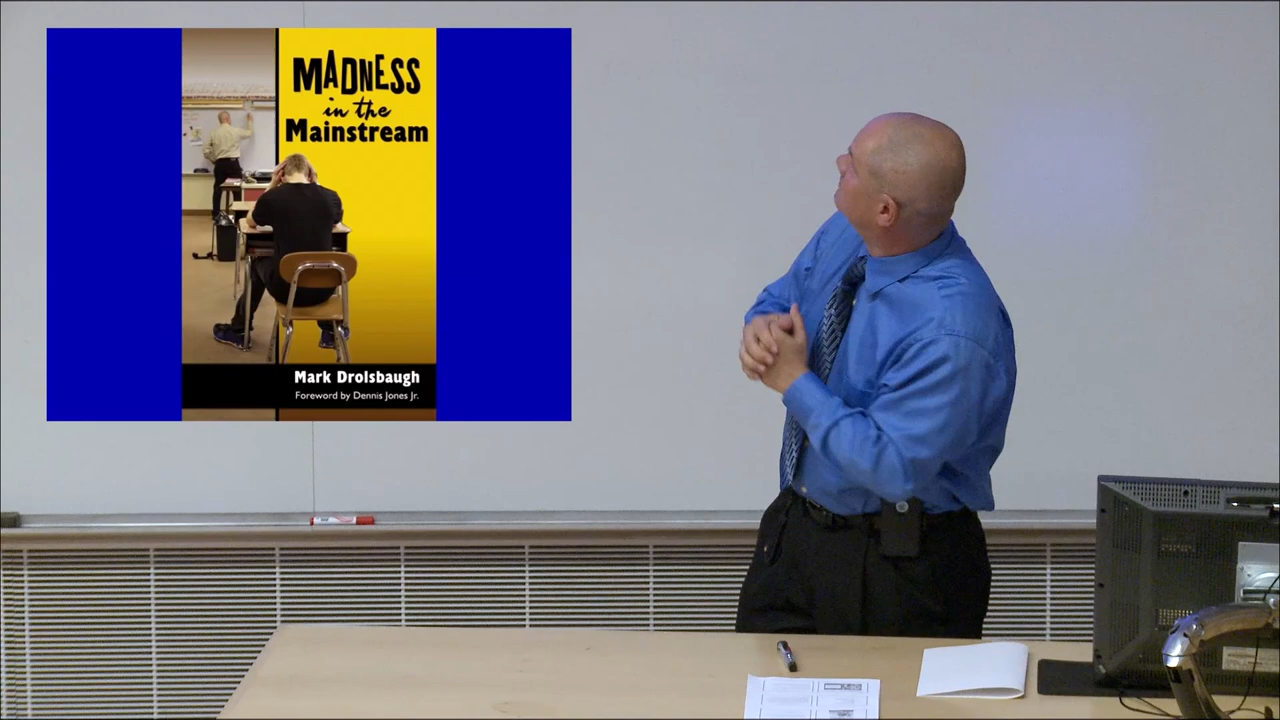 MADNESS
in the
Mainstream
Mark Drolsbaugh
Foreword by Dennis Jones Jr.